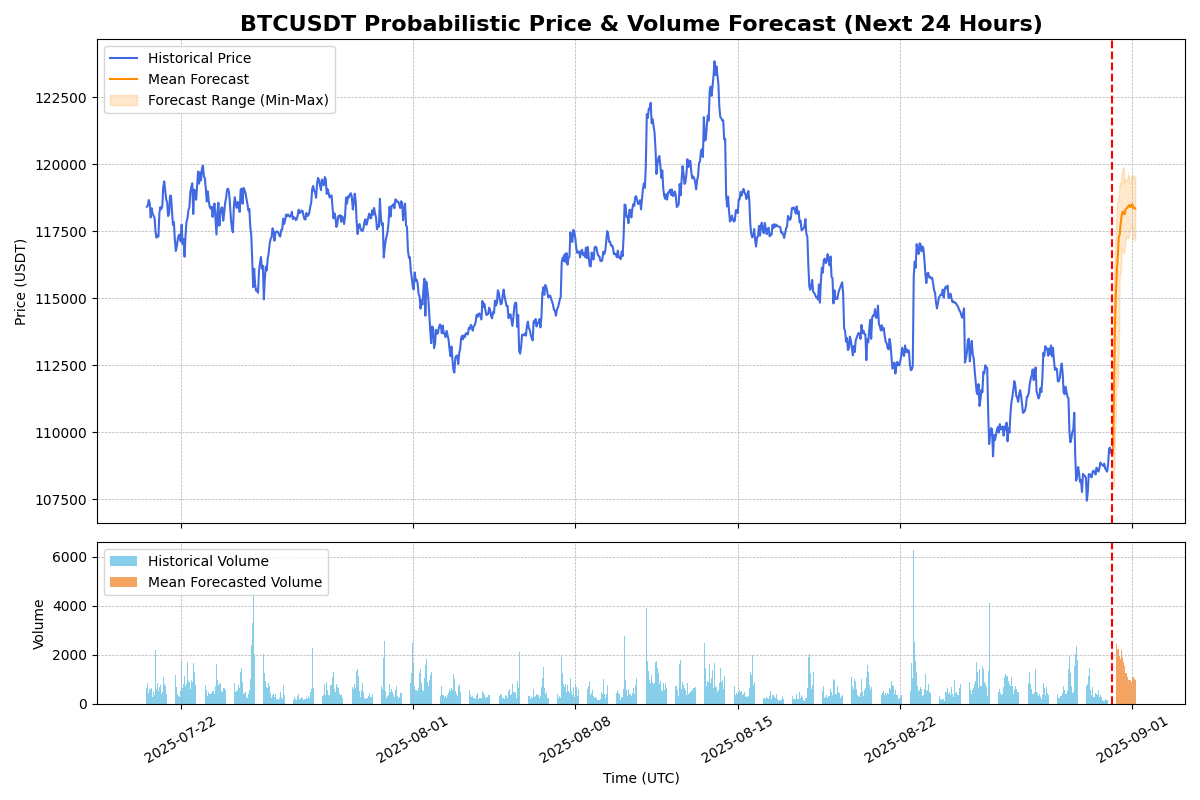 BTCUSDT Probabilistic Price & Volume Forecast (Next 24 Hours)
Historical Price
Mean Forecast
Forecast Range (Min-Max)
Price (USDT)
122500
120000
117500
115000
112500
110000
107500
Historical Volume
Mean Forecasted Volume
Volume
6000
4000
2000
0
2025-07-22
2025-08-01
2025-08-08
2025-08-15
2025-08-22
2025-09-01
Time (UTC)